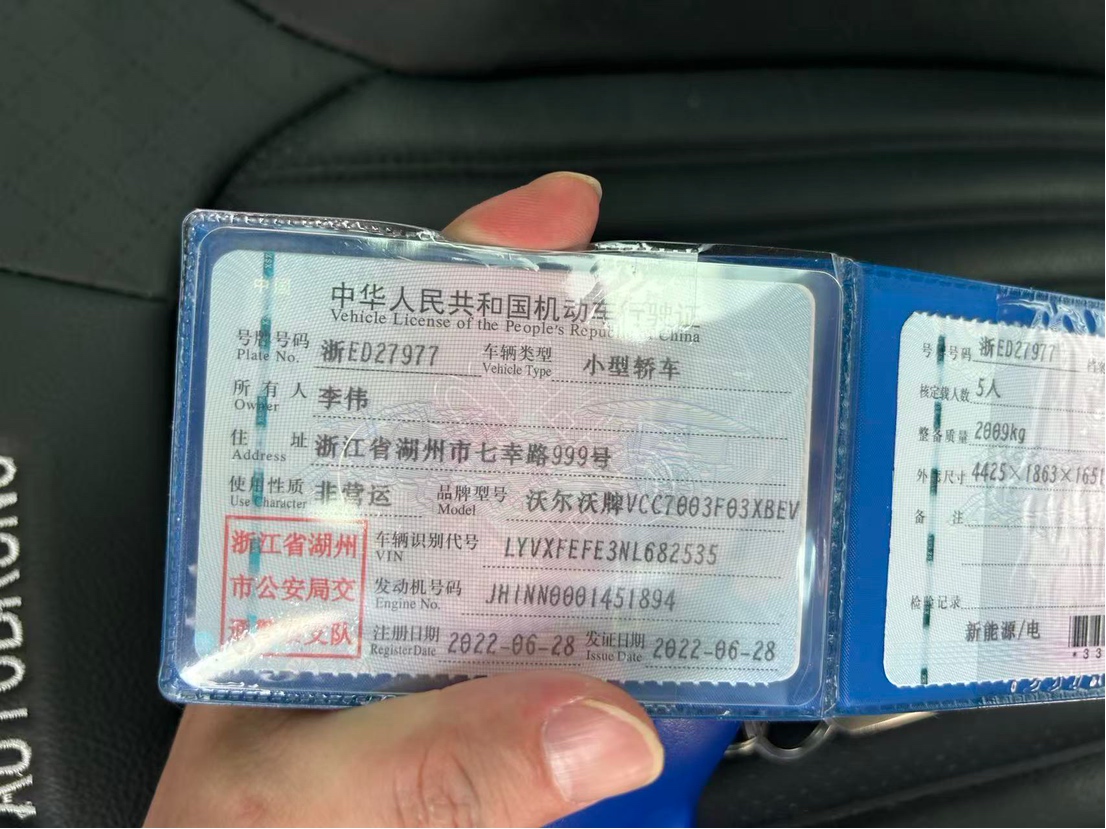 中国
中华人民共和国机动车行驶证
Vehicle License of the People's Republic of China
号牌号码 浙ED27977 车辆类型 小型轿车
Plate No. Vehicle Type
所有人 李伟
Owner
住址 浙江省湖州市七幸路999号
Address
使用性质 非营运 品牌型号 沃尔沃牌VCC7003F03XBEV
Use Character Model
浙江省湖州
市公安局交
支队
车辆识别代号 LYVXFEFE3NL682535
VIN
发动机号码 JHINN0001451894
Engine No.
注册日期 2022-06-28 发证日期 2022-06-28
Register Date Issue Date
号牌号码 浙ED27977
核定载人数 5人
整备质量 2009kg
外廓尺寸 4425×1863×1651
备注
检验记录
新能源/电
*33